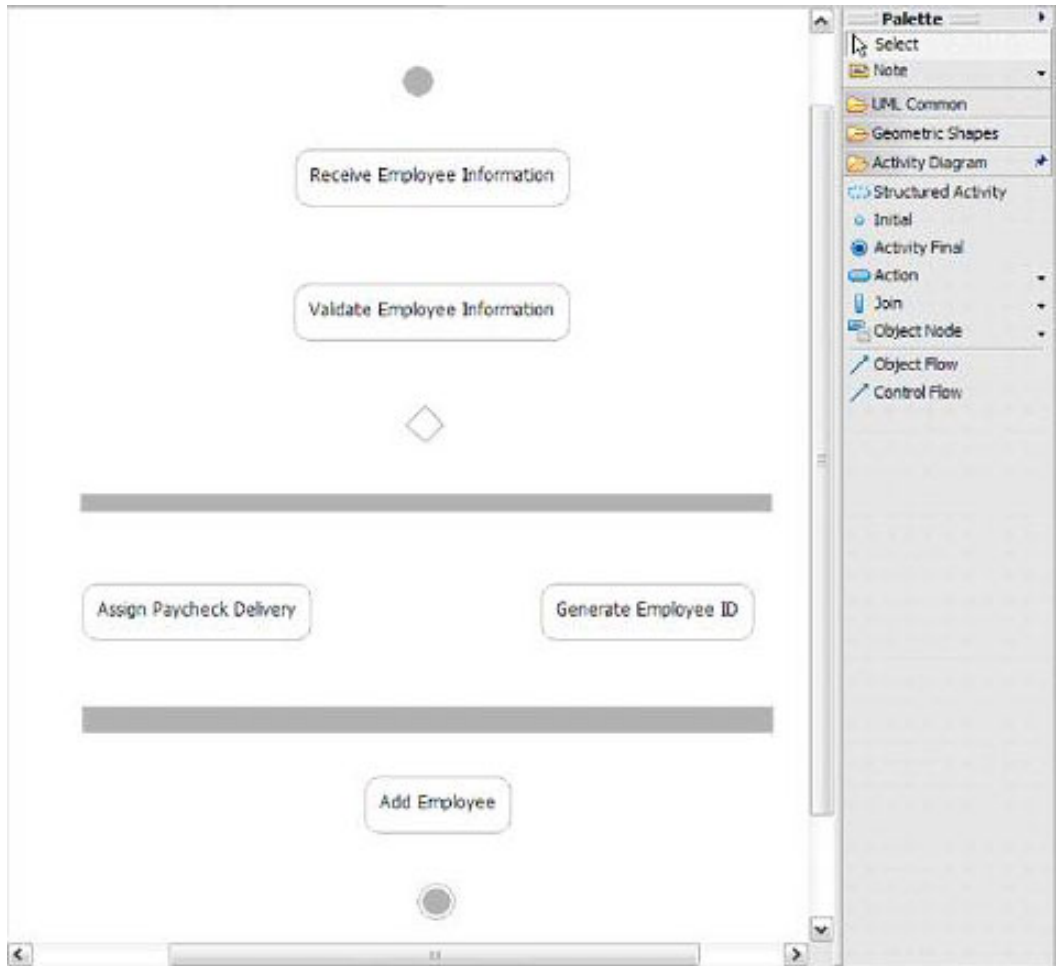 Receive Employee Information
Validate Employee Information
Assign Paycheck Delivery
Generate Employee ID
Add Employee
Palette
Select
Note
UML Common
Geometric Shapes
Activity Diagram
Structured Activity
Initial
Activity Final
Action
Join
Object Node
Object Flow
Control Flow